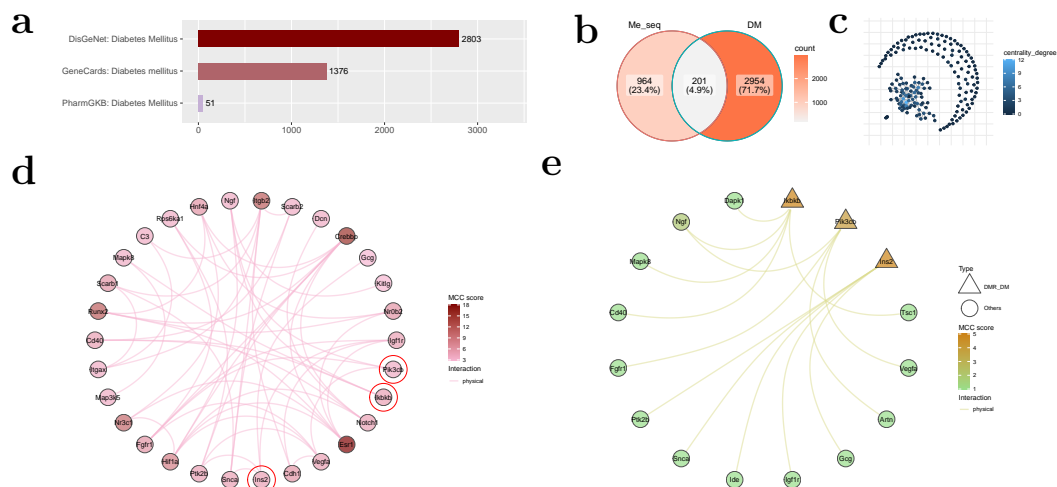 a
DisGeNet: Diabetes Mellitus
2803
GeneCards: Diabetes mellitus
1376
PharmGKB: Diabetes Mellitus
51
0
1000
2000
3000
b
Me_seq
DM
964
(23.4%)
201
(4.9%)
2954
(71.7%)
count
2000
1000
c
centrality_degree
12
9
6
3
0
d
Ngf
Itgb2
Scarb2
Dcn
Crebbp
Gcg
Kitlg
Nr0b2
Igf1r
Pik3cb
Ikbkb
Notch1
Esr1
Vegfa
Cdh1
Ins2
Snca
Ptk2b
Hif1a
Fgfr1
Nr3c1
Map3k5
Itgax
Cd40
Runx2
Scarb1
Mapk8
C3
Rps6ka1
Hnf4a
MCC score
18
15
12
9
6
3
Interaction
physical
e
Ikbkb
Pik3cb
Ins2
Tsc1
Vegfa
Artn
Gcg
Igf1r
Ide
Snca
Ptk2b
Fgfr1
Cd40
Mapk8
Ngf
Dapk1
Type
DMR_DM
Others
MCC score
5
4
3
2
1
Interaction
physical